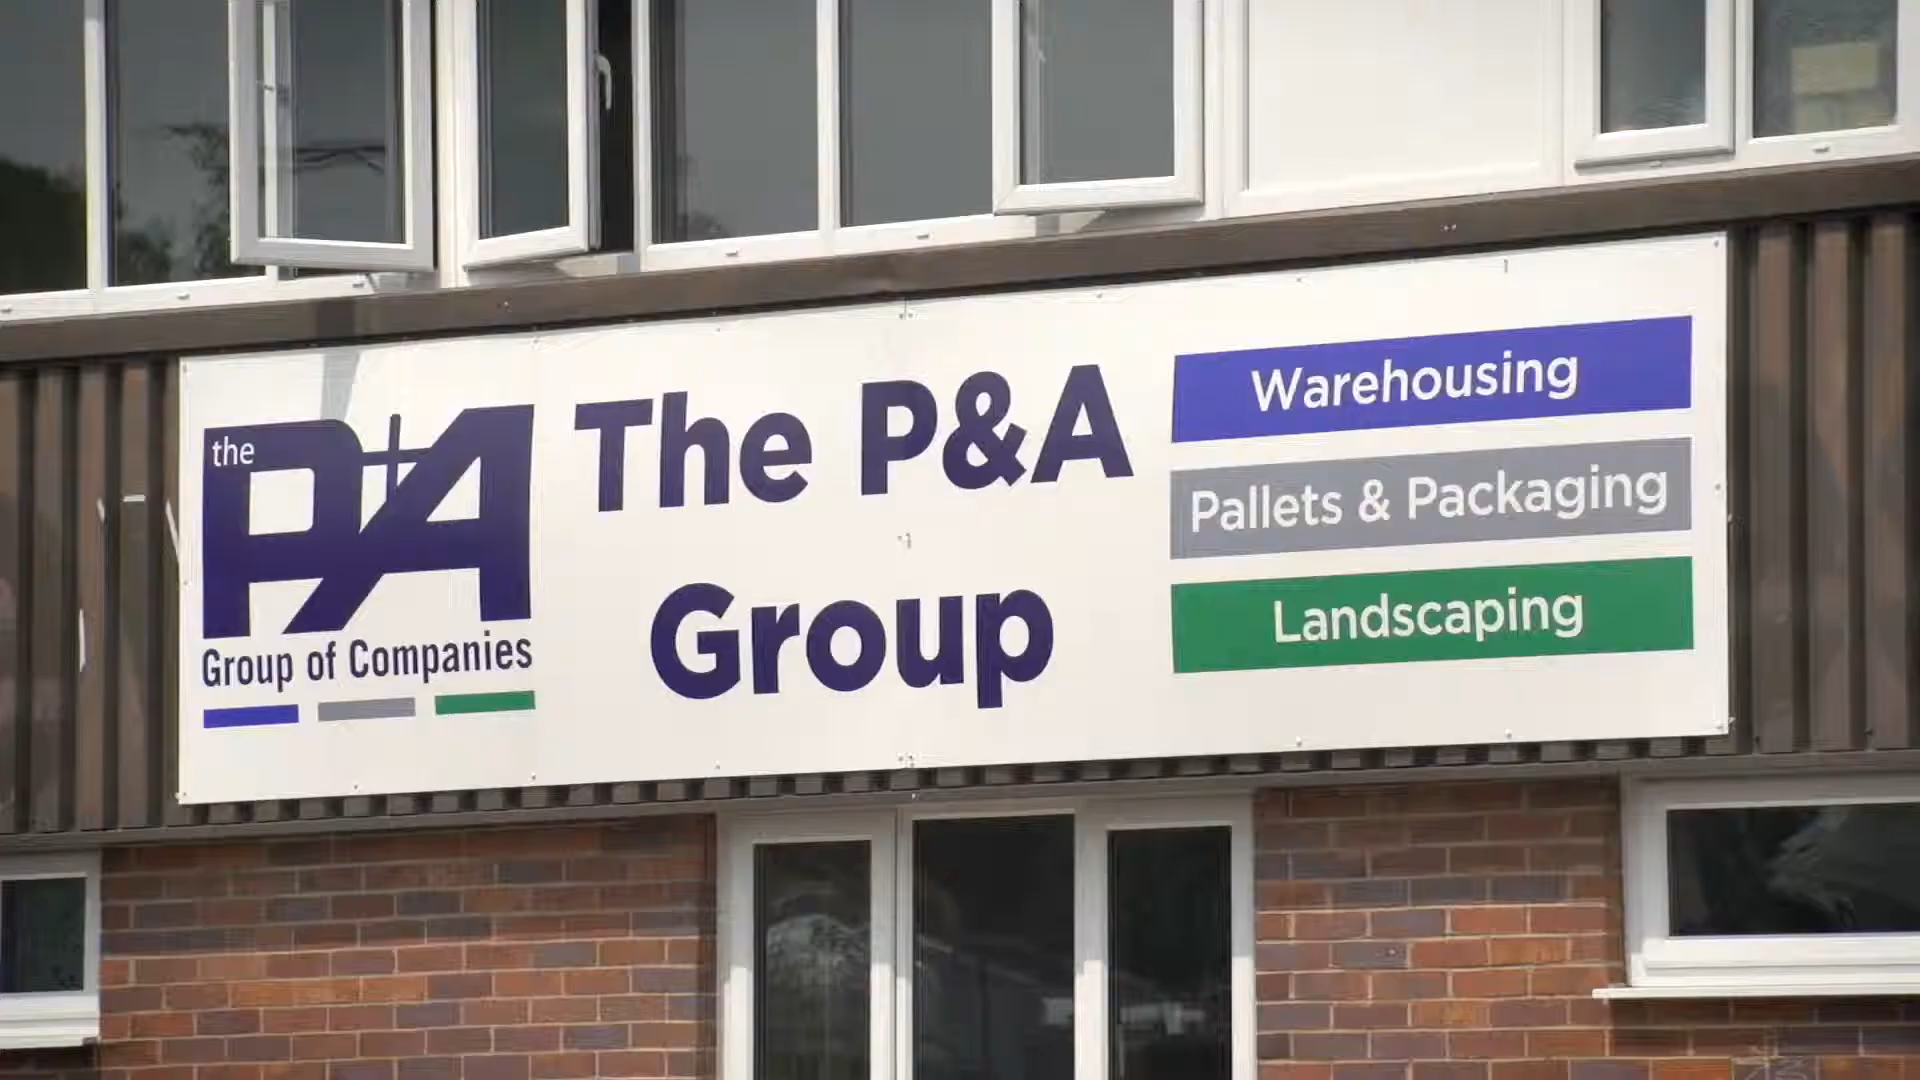 the
P+A
Group of Companies
The P&A
Group
Warehousing
Pallets & Packaging
Landscaping